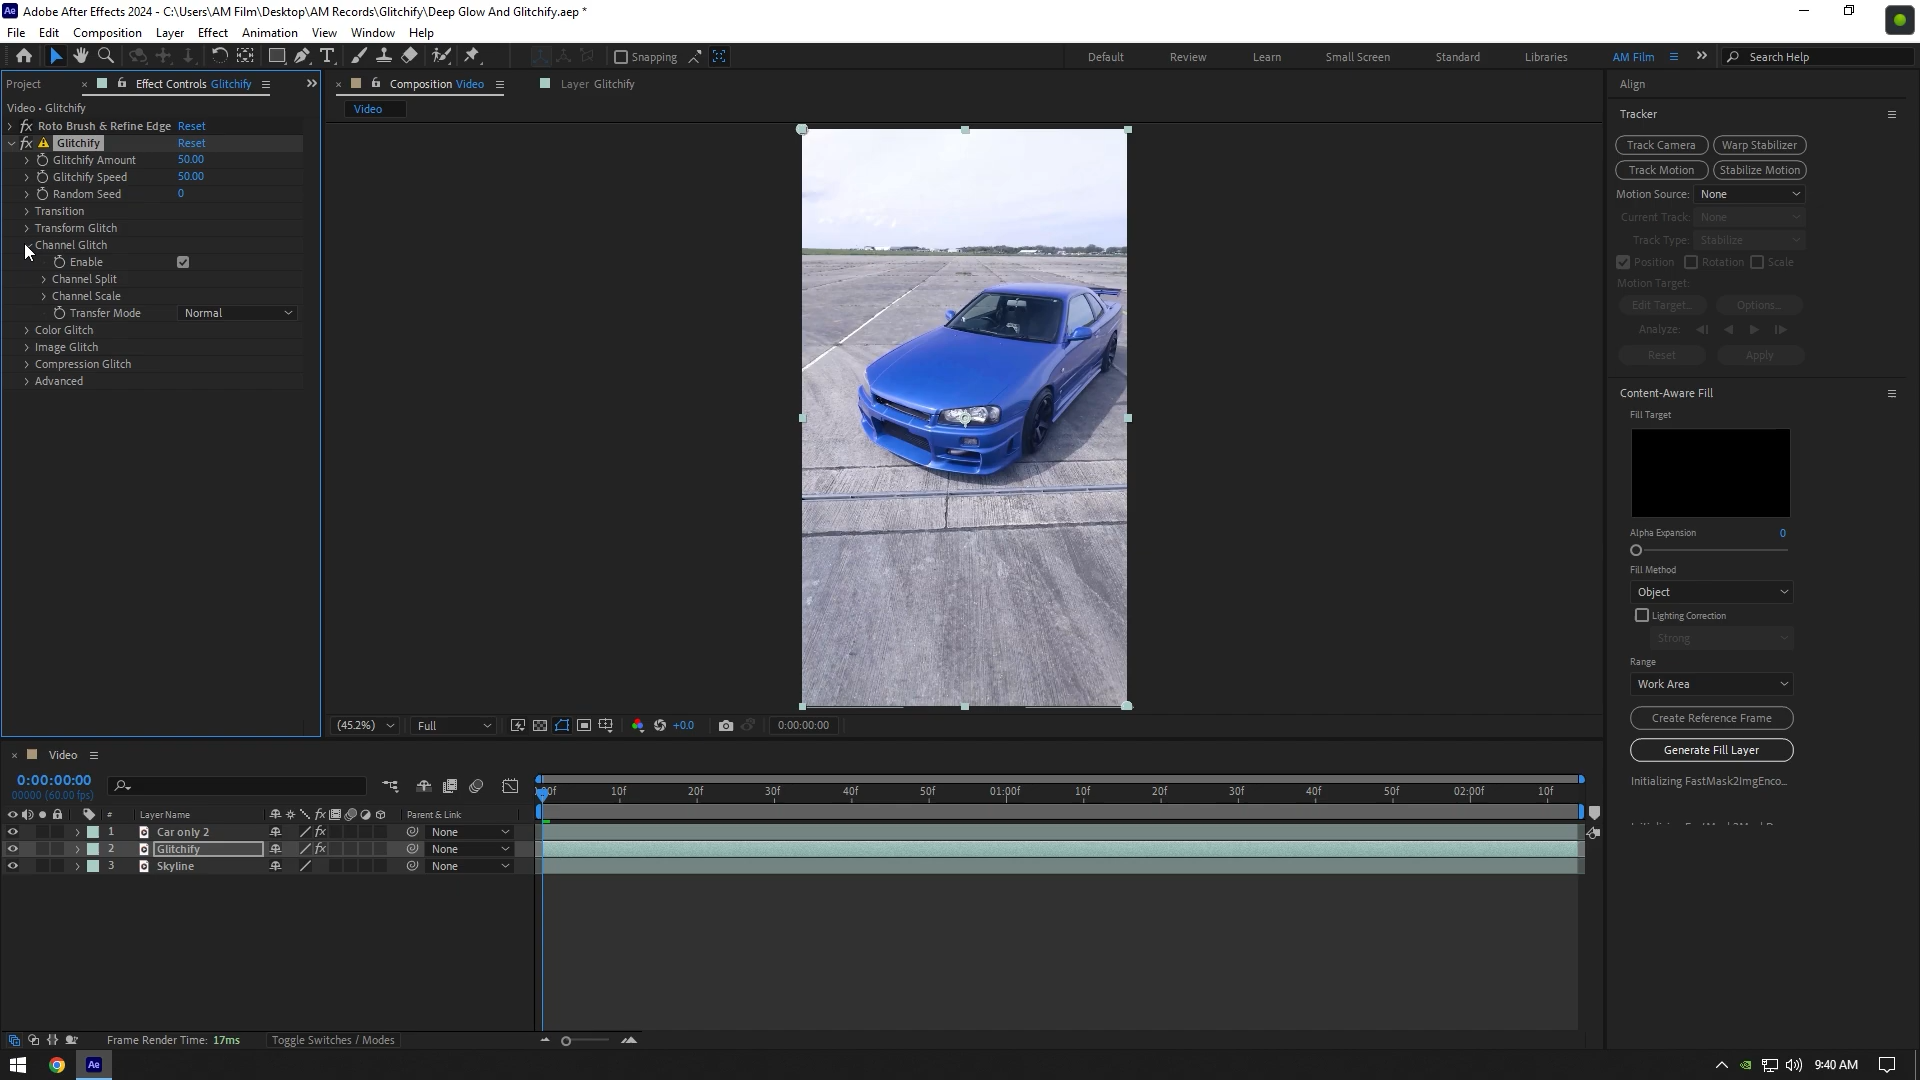 Adobe After Effects 2024 - C:\Users\AM Film\Desktop\AM Records\Glitchify\Deep Glow And Glitchify.aep *
File Edit Composition Layer Effect Animation View Window Help
Snapping
Default Review Learn Small Screen Standard Libraries AM Film Search Help
Project Effect Controls Glitchify
Video • Glitchify
fx Roto Brush & Refine Edge Reset
fx Glitchify Reset
Glitchify Amount 50.00
Glitchify Speed 50.00
Random Seed 0
Transition
Transform Glitch
Channel Glitch
Enable
Channel Split
Channel Scale
Transfer Mode Normal
Color Glitch
Image Glitch
Compression Glitch
Advanced
Composition Video Layer Glitchify
Video
(45.2%) Full +0.0 0:00:00:00
Align
Tracker
Track Camera Warp Stabilizer
Track Motion Stabilize Motion
Motion Source: None
Current Track: None
Track Type: Stabilize
Position Rotation Scale
Motion Target:
Edit Target... Options...
Analyze:
Reset Apply
Content-Aware Fill
Fill Target
Alpha Expansion 0
Fill Method
Object
Lighting Correction
Strong
Range
Work Area
Create Reference Frame
Generate Fill Layer
Initializing FastMask2ImgEnco...
Video
0:00:00:00
00000 (60.00 fps)
10f 20f 30f 40f 50f 01:00f 10f 20f 30f 40f 50f 02:00f 10f
# Layer Name fx Parent & Link
1 Car only 2 fx None
2 Glitchify fx None
3 Skyline None
Frame Render Time: 17ms Toggle Switches / Modes
Ae 9:40 AM